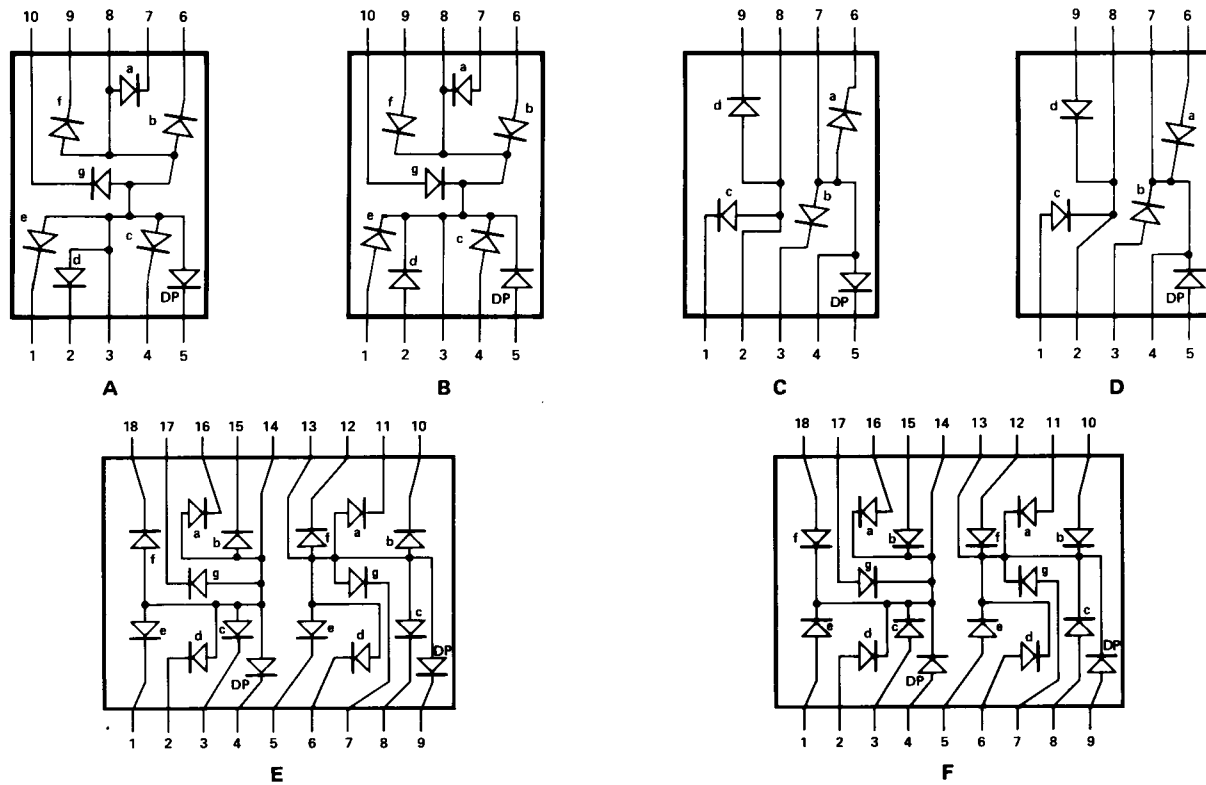 10 9 8 7 6
a
f
b
g
e
c
d
DP
1 2 3 4 5
A
10 9 8 7 6
a
f
b
g
e
c
d
DP
1 2 3 4 5
B
9 8 7 6
a
d
c
b
DP
1 2 3 4 5
C
9 8 7 6
d
a
c
b
DP
1 2 3 4 5
D
18 17 16 15 14 13 12 11 10
a a
f b f b
g g
e d c e d c
DP DP
1 2 3 4 5 6 7 8 9
E
18 17 16 15 14 13 12 11 10
a a
f b f b
g g
e d c e d c
DP DP
1 2 3 4 5 6 7 8 9
F